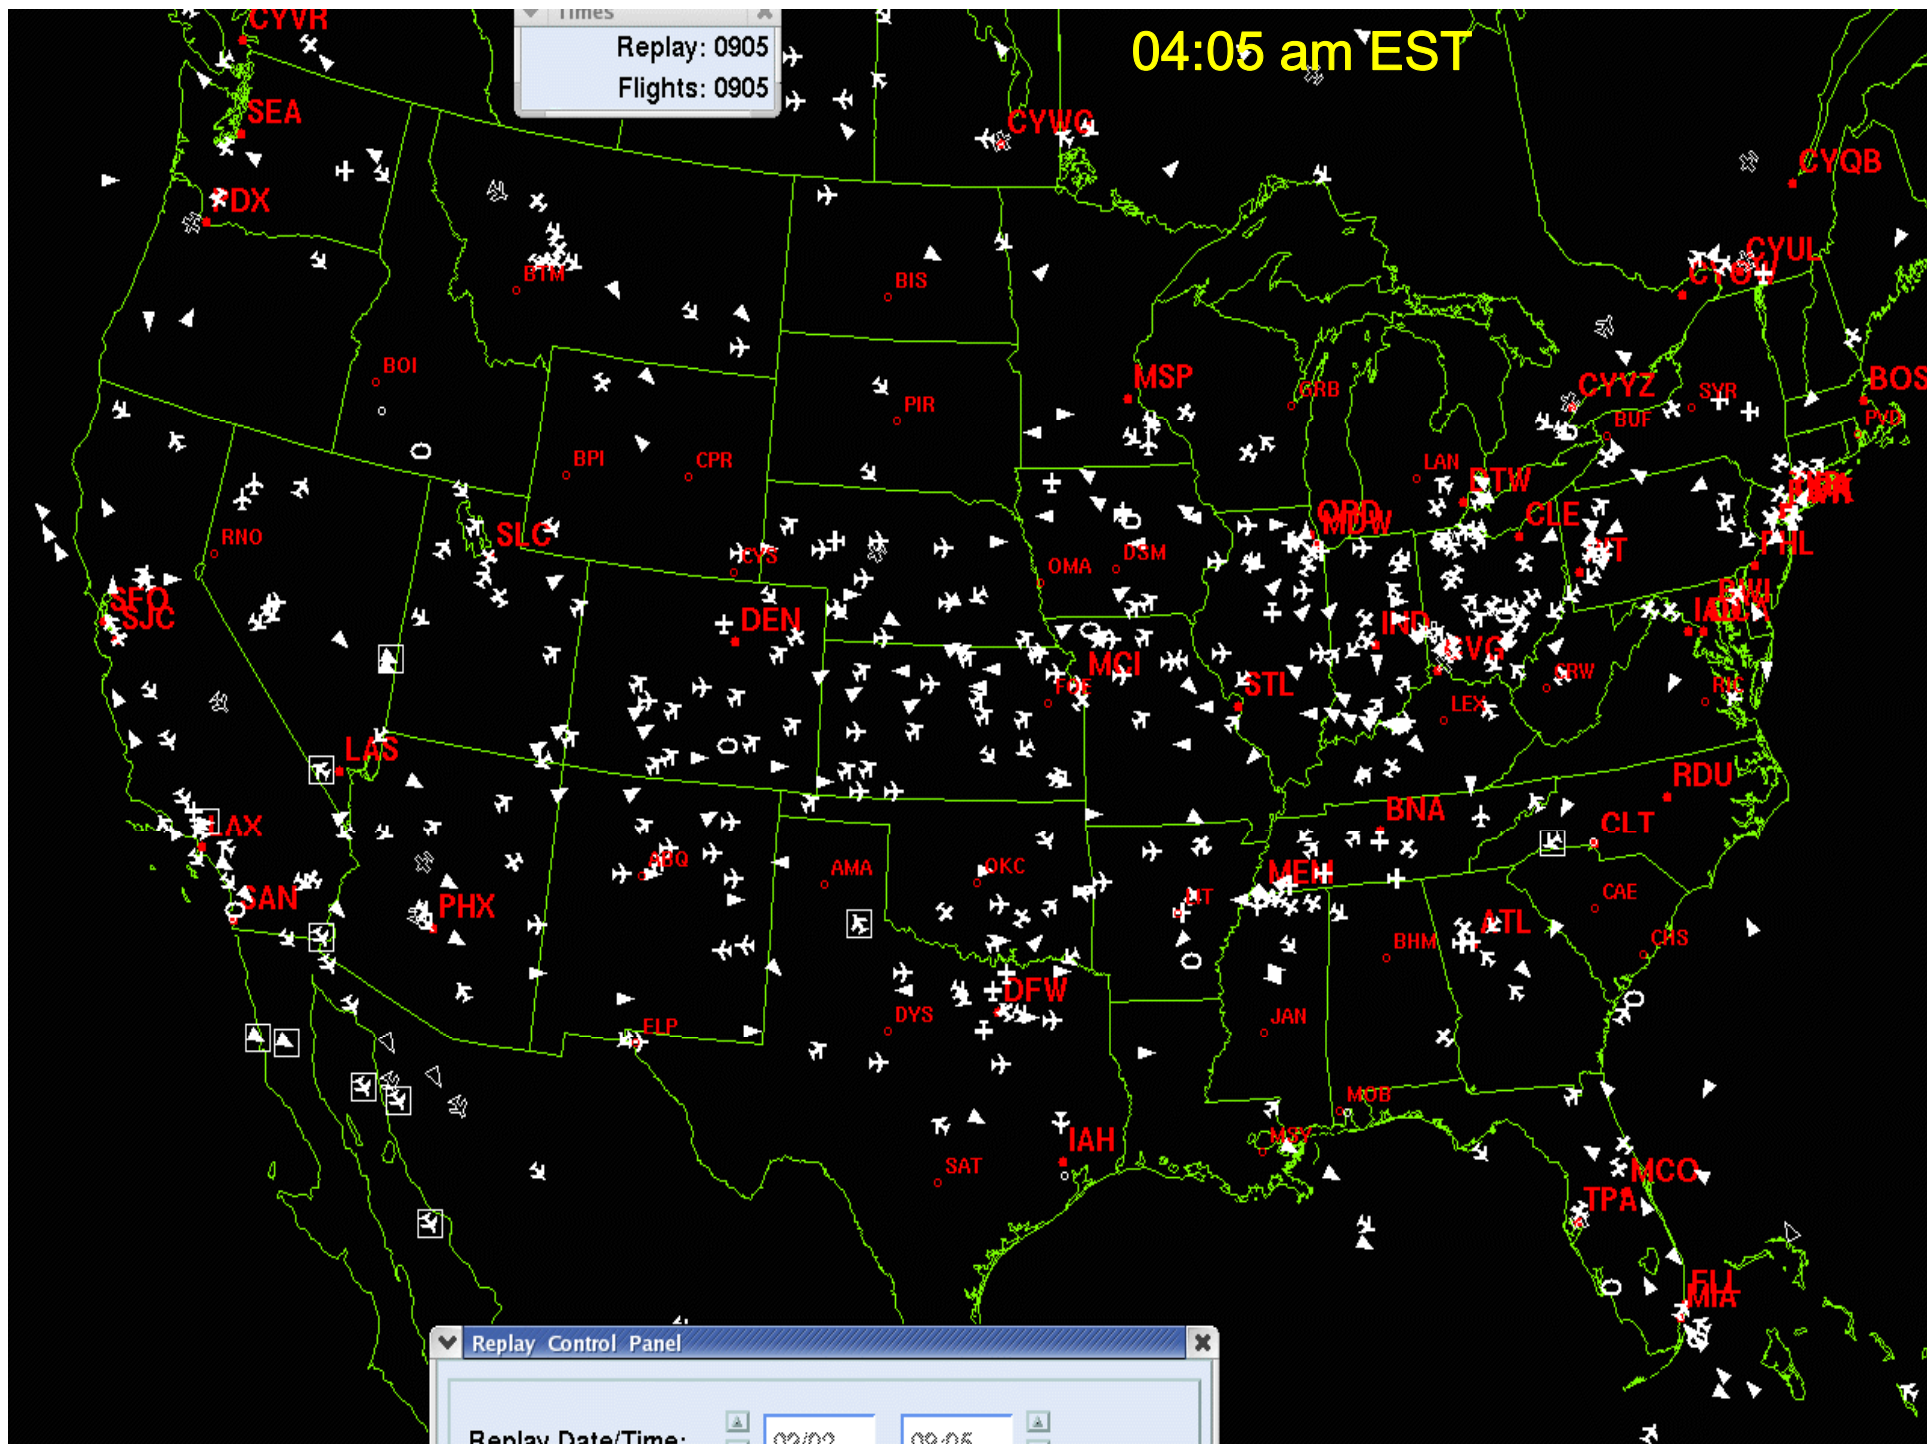 CYVR
Times
Replay: 0905
Flights: 0905
04:05 am EST
SEA
CYWG
CYQB
PDX
CYUL
BTM
BIS
BOI
MSP
GRB
CYYZ
SYR
BOS
PIR
BUF
PVD
BPI
CPR
LAN
DTW
RNO
SLC
CYS
OMA
DSM
ORD
MDW
CLE
PIT
PHL
SFO
SJC
DEN
IND
BWI
IAD
MCI
CVG
FOE
STL
LEX
CRW
RIC
LAS
RDU
LAX
BNA
CLT
ABQ
AMA
OKC
MEM
SAN
PHX
LIT
CAE
ATL
BHM
CHS
DFW
ELP
DYS
JAN
MOB
IAH
MSY
SAT
MCO
TPA
FLL
MIA
Replay Control Panel
Replay Date/Time:
09:05